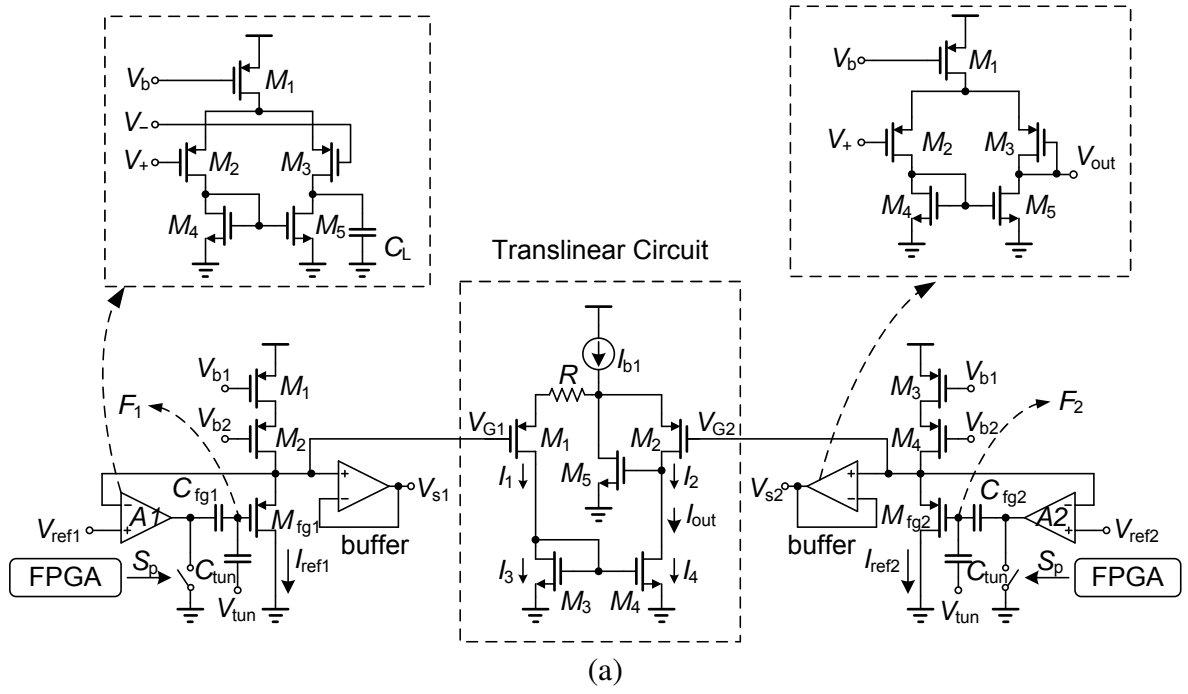 Vb
M1
V−
V+
M2
M3
M4
M5
CL
Vb
M1
V+
M2
M3
Vout
M4
M5
Translinear Circuit
Ib1
R
VG1
M1
M2
VG2
M5
I1
I2
Iout
I3
I4
M3
M4
Vb1
M1
F1
Vb2
M2
Cfg1
A1
Vref1
Mfg1
+
−
Vs1
buffer
FPGA
Sp
Ctun
Vtun
Iref1
M3
Vb1
F2
Vb2
M4
Vs2
+
−
buffer
Cfg2
Mfg2
A2
Vref2
Iref2
Ctun
Sp
FPGA
Vtun
−
+
−
+
(a)